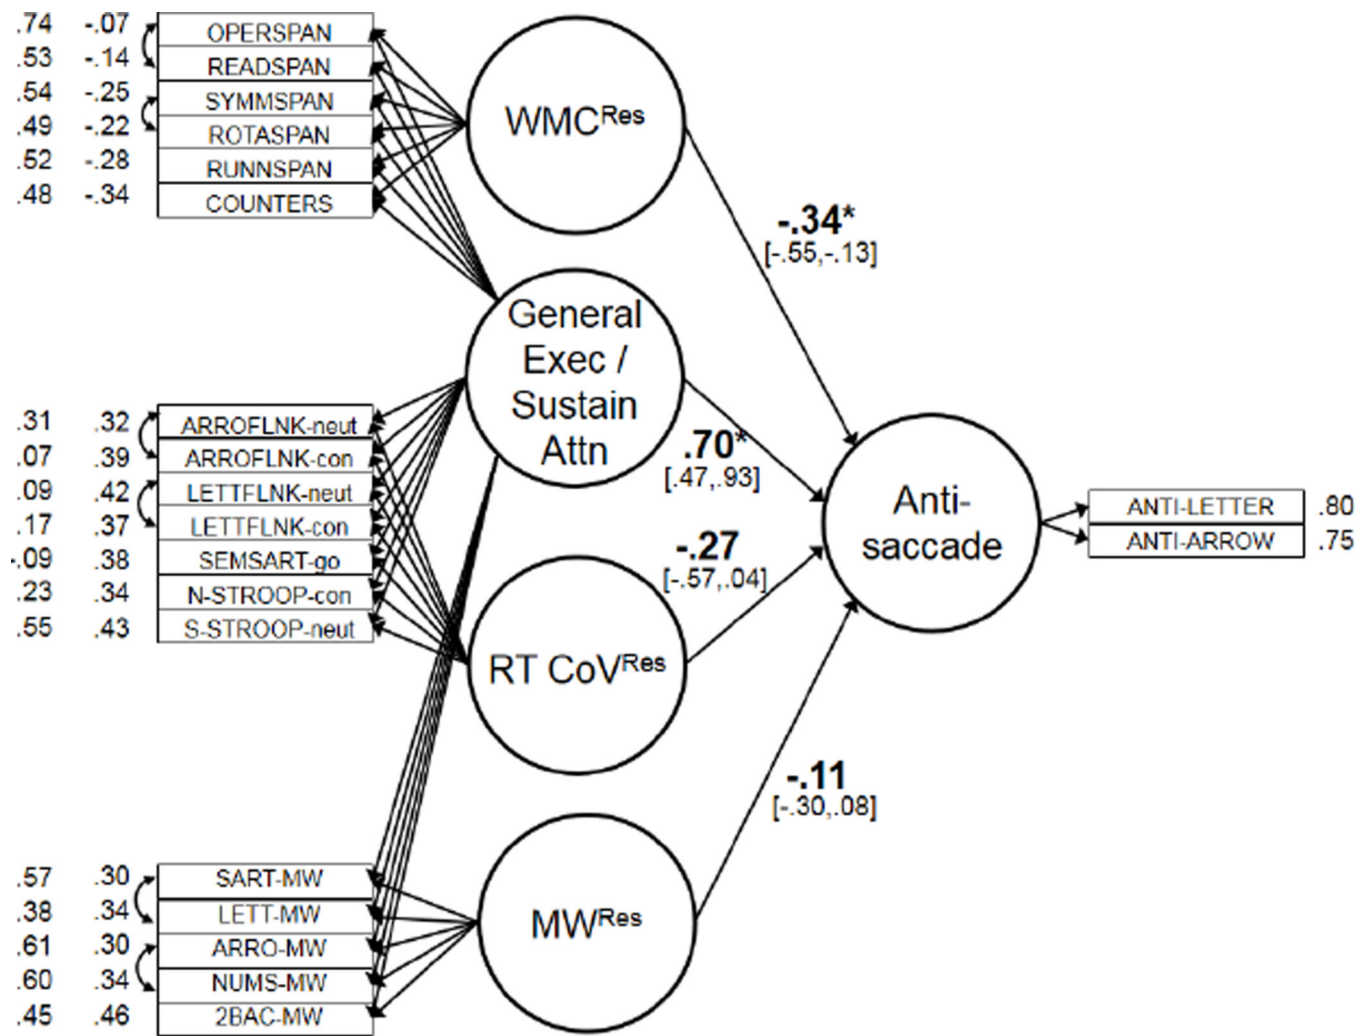 .74 -.07 OPERSPAN
.53 -.14 READSPAN
.54 -.25 SYMMSPAN
.49 -.22 ROTASPAN
.52 -.28 RUNNSPAN
.48 -.34 COUNTERS
WMCRes
-.34*
[-.55,-.13]
General
Exec /
Sustain
Attn
.70*
[.47,.93]
.31 .32 ARROFLNK-neut
.07 .39 ARROFLNK-con
.09 .42 LETTFLNK-neut
.17 .37 LETTFLNK-con
-.09 .38 SEMSART-go
.23 .34 N-STROOP-con
.55 .43 S-STROOP-neut
RT CoVRes
-.27
[-.57,.04]
Anti-
saccade
ANTI-LETTER .80
ANTI-ARROW .75
-.11
[-.30,.08]
.57 .30 SART-MW
.38 .34 LETT-MW
.61 .30 ARRO-MW
.60 .34 NUMS-MW
.45 .46 2BAC-MW
MWRes